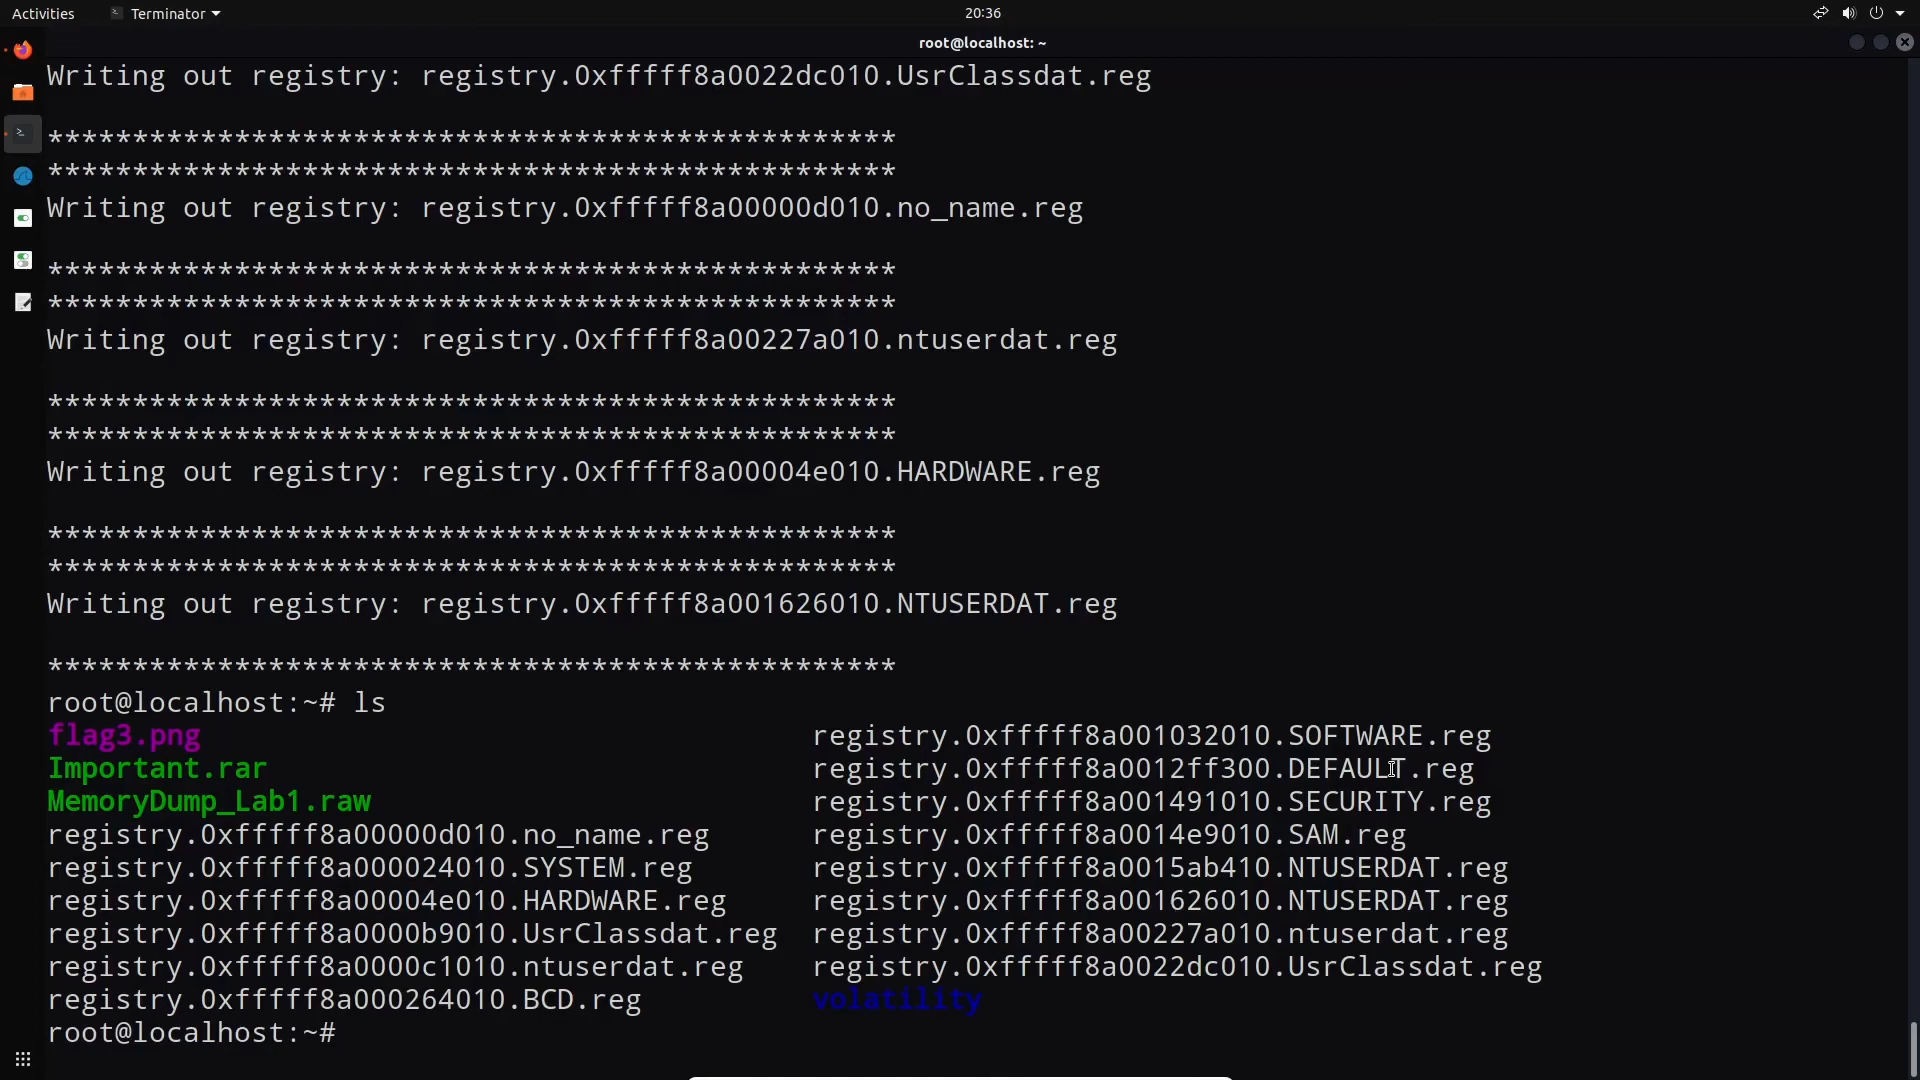 Activities
Terminator
20:36
root@localhost: ~
Writing out registry: registry.0xfffff8a0022dc010.UsrClassdat.reg
**************************************************
**************************************************
Writing out registry: registry.0xfffff8a00000d010.no_name.reg
**************************************************
**************************************************
Writing out registry: registry.0xfffff8a00227a010.ntuserdat.reg
**************************************************
**************************************************
Writing out registry: registry.0xfffff8a00004e010.HARDWARE.reg
**************************************************
**************************************************
Writing out registry: registry.0xfffff8a001626010.NTUSERDAT.reg
**************************************************
root@localhost:~# ls
flag3.png registry.0xfffff8a001032010.SOFTWARE.reg
Important.rar registry.0xfffff8a0012ff300.DEFAULT.reg
MemoryDump_Lab1.raw registry.0xfffff8a001491010.SECURITY.reg
registry.0xfffff8a00000d010.no_name.reg registry.0xfffff8a0014e9010.SAM.reg
registry.0xfffff8a000024010.SYSTEM.reg registry.0xfffff8a0015ab410.NTUSERDAT.reg
registry.0xfffff8a00004e010.HARDWARE.reg registry.0xfffff8a001626010.NTUSERDAT.reg
registry.0xfffff8a0000b9010.UsrClassdat.reg registry.0xfffff8a00227a010.ntuserdat.reg
registry.0xfffff8a0000c1010.ntuserdat.reg registry.0xfffff8a0022dc010.UsrClassdat.reg
registry.0xfffff8a000264010.BCD.reg volatility
root@localhost:~#